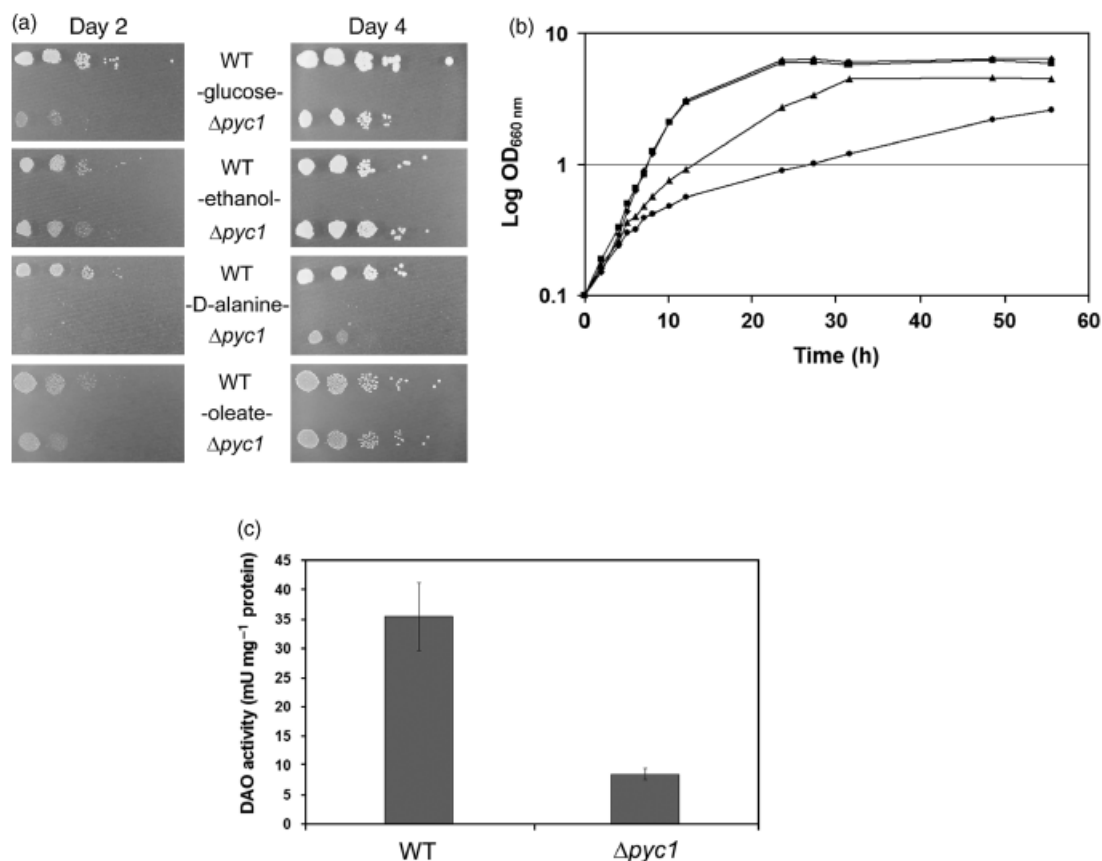 (a)
Day 2
Day 4
WT
-glucose-
Δpyc1
WT
-ethanol-
Δpyc1
WT
-D-alanine-
Δpyc1
WT
-oleate-
Δpyc1
(b)
Log OD660 nm
10
1
0.1
0 10 20 30 40 50 60
Time (h)
(c)
DAO activity (mU mg−1 protein)
45
40
35
30
25
20
15
10
5
0
WT Δpyc1